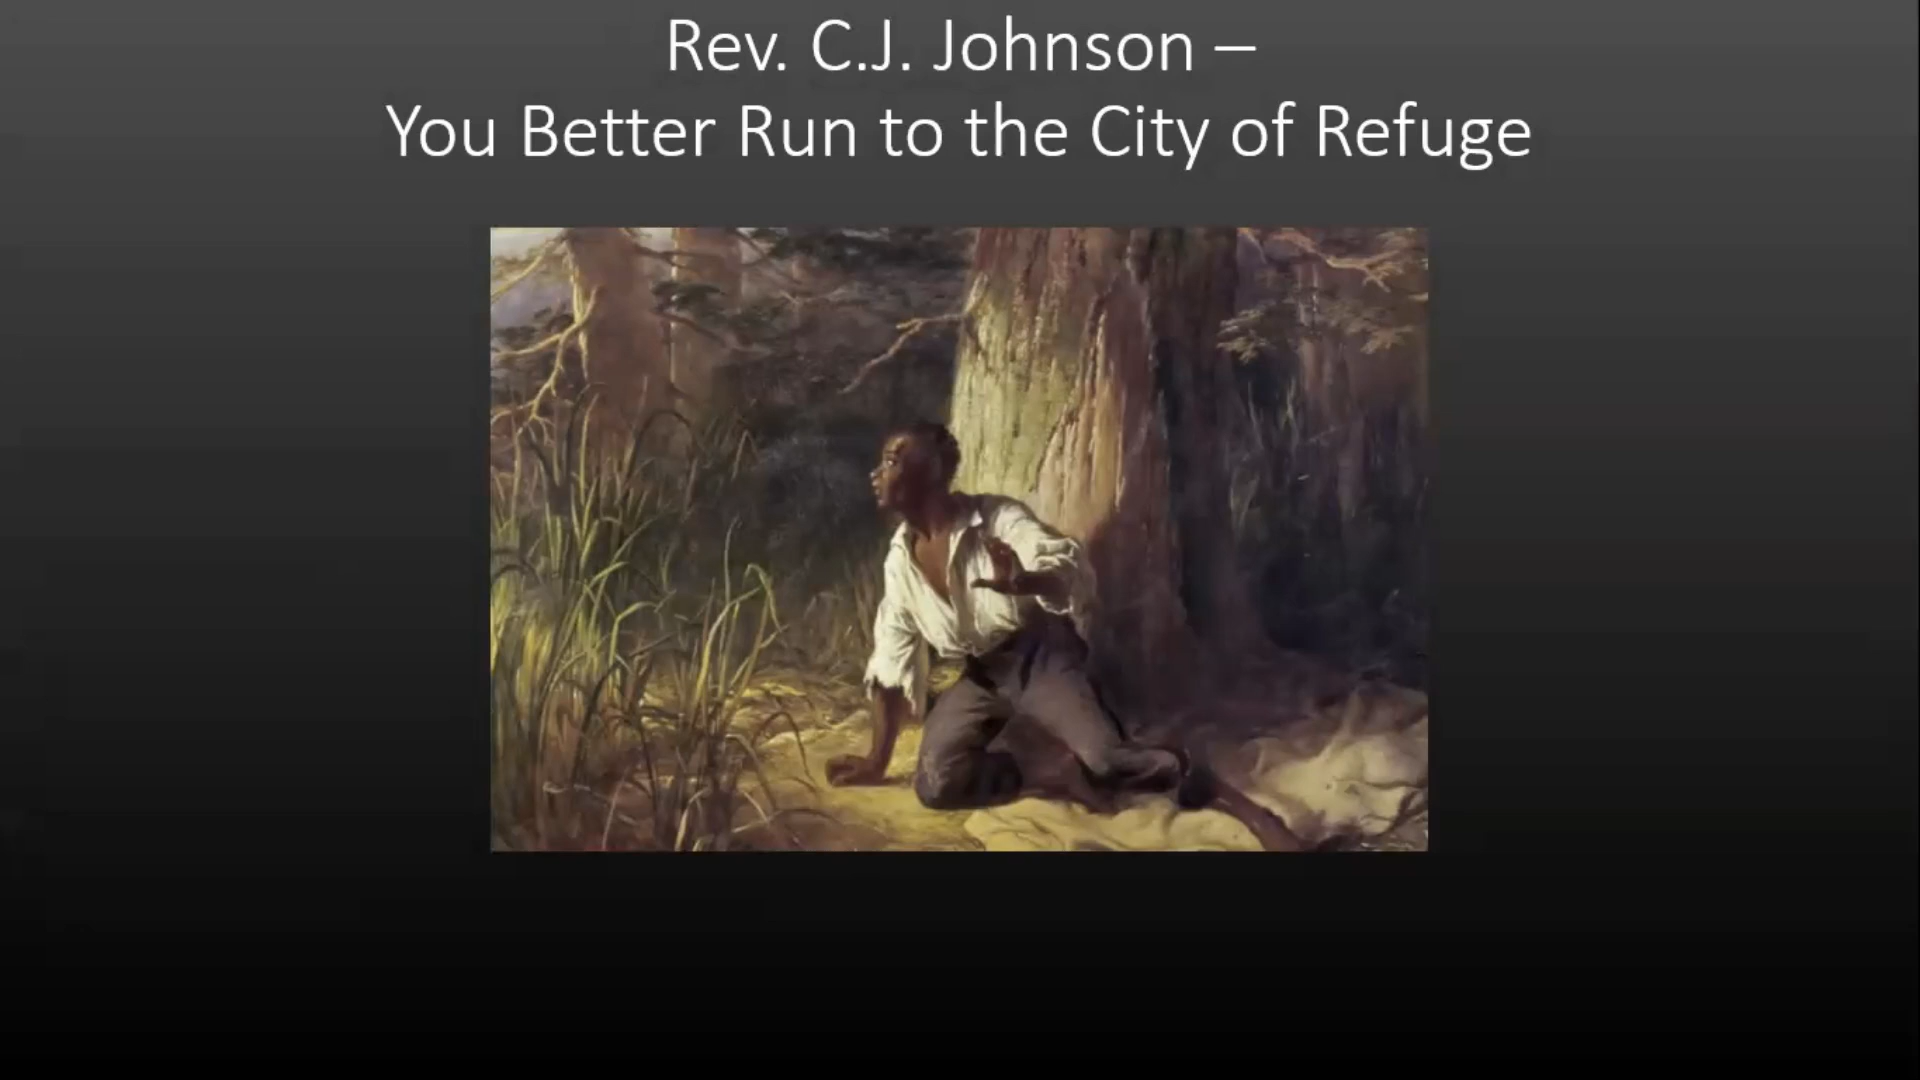 Rev. C.J. Johnson –
You Better Run to the City of Refuge